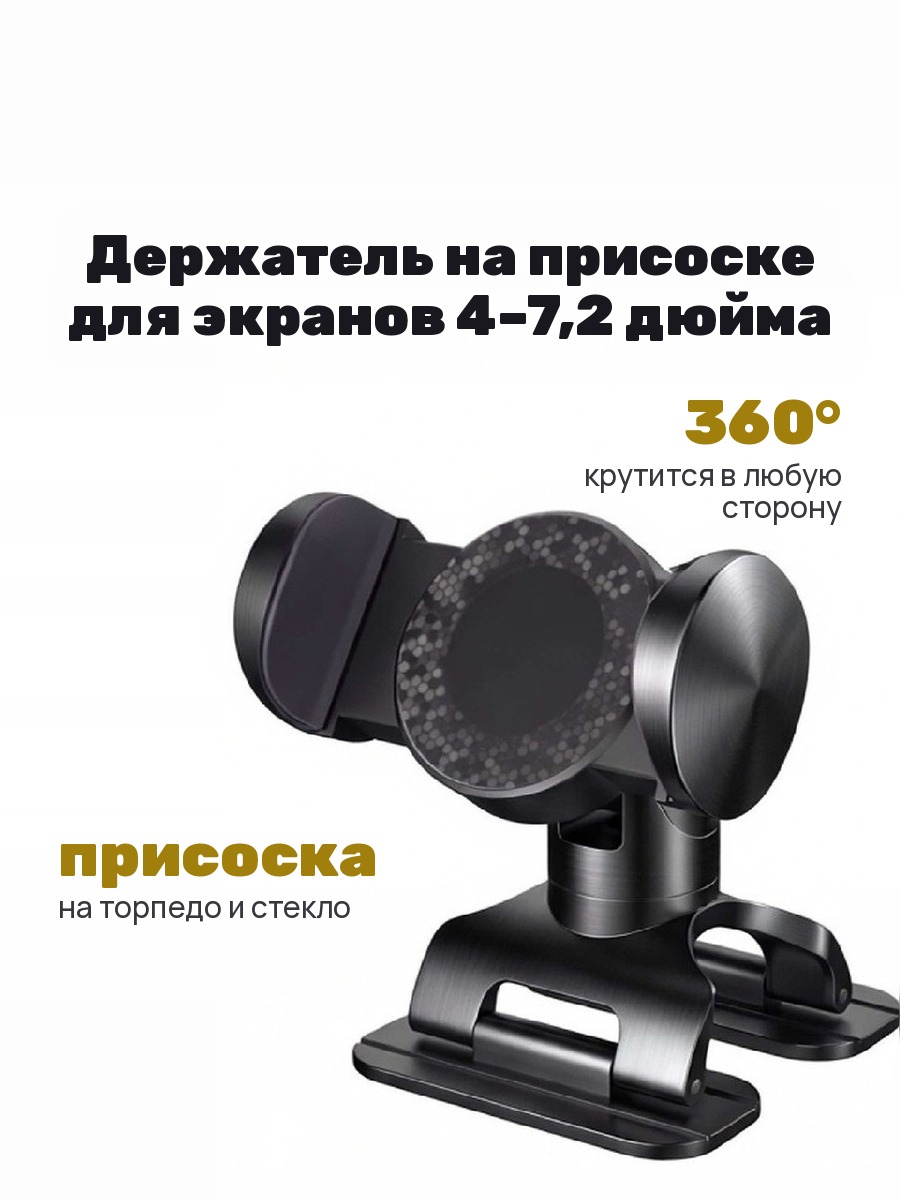 Держатель на присоске
для экранов 4–7,2 дюйма
360°
крутится в любую
сторону
присоска
на торпедо и стекло